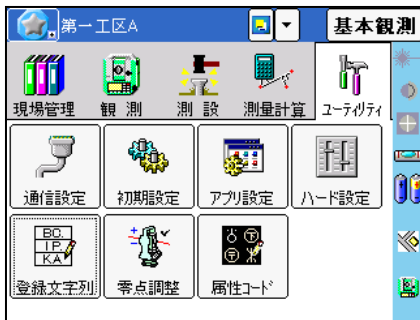 第一工区A
基本観測
現場管理 観測 測設 測量計算 ユーティリティ
通信設定 初期設定 アプリ設定 ハード設定
BC.
I.P.
KA
登録文字列 零点調整 属性コード